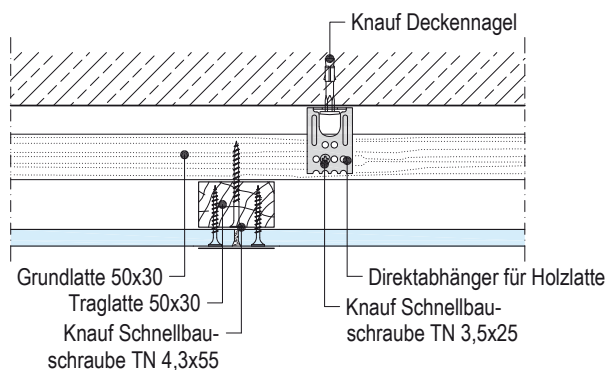 Knauf Deckennagel
Grundlatte 50x30
Traglatte 50x30
Knauf Schnellbau-
schraube TN 4,3x55
Direktabhänger für Holzlatte
Knauf Schnellbau-
schraube TN 3,5x25